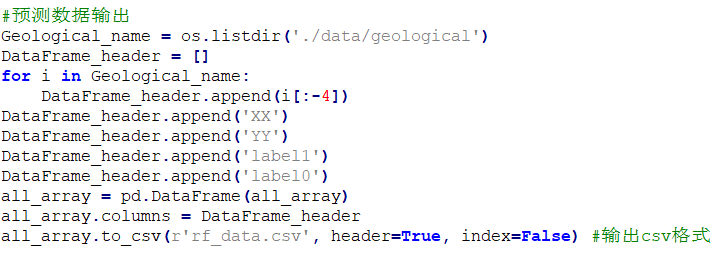 #预测数据输出
Geological_name = os.listdir('./data/geological')
DataFrame_header = []
for i in Geological_name:
    DataFrame_header.append(i[:-4])
DataFrame_header.append('XX')
DataFrame_header.append('YY')
DataFrame_header.append('label1')
DataFrame_header.append('label0')
all_array = pd.DataFrame(all_array)
all_array.columns = DataFrame_header
all_array.to_csv(r'rf_data.csv', header=True, index=False) #输出csv格式